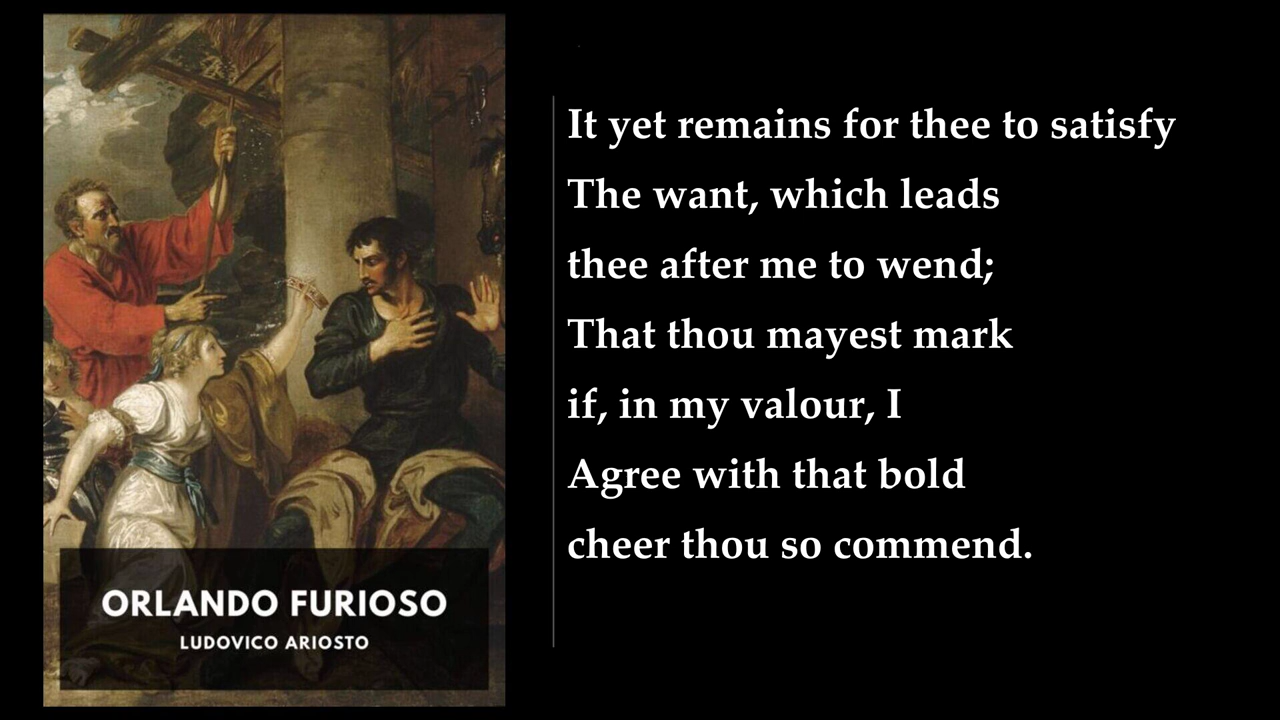 It yet remains for thee to satisfy
The want, which leads
thee after me to wend;
That thou mayest mark
if, in my valour, I
Agree with that bold
cheer thou so commend.
ORLANDO FURIOSO
LUDOVICO ARIOSTO